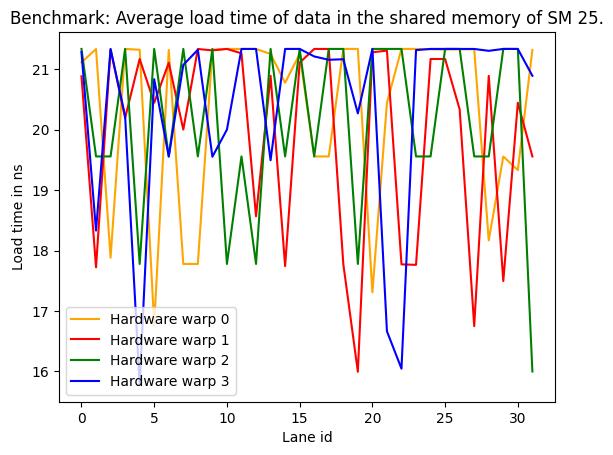 Benchmark: Average load time of data in the shared memory of SM 25.
Load time in ns
21
20
19
18
17
16
Hardware warp 0
Hardware warp 1
Hardware warp 2
Hardware warp 3
0 5 10 15 20 25 30
Lane id